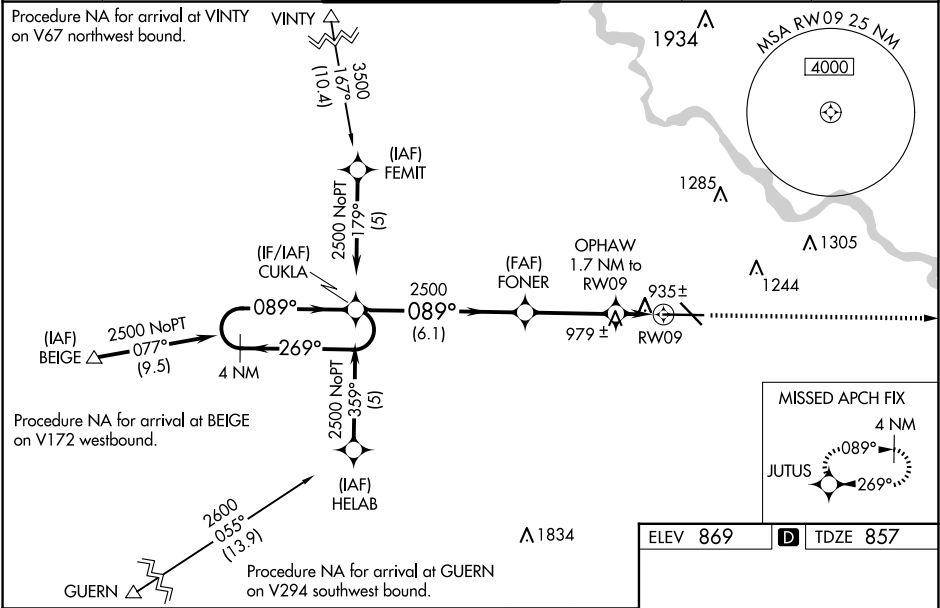 Procedure NA for arrival at VINTY
on V67 northwest bound.
VINTY
3500
167°
(10.4)
1934
MSA RW09 25 NM
4000
(IAF)
FEMIT
2500 NoPT
179°
(5)
1285
1305
1244
(IF/IAF)
CUKLA
2500
089°
(6.1)
(FAF)
FONER
OPHAW
1.7 NM to
RW09
935±
979 ±
RW09
089°
269°
4 NM
(IAF)
BEIGE
2500 NoPT
077°
(9.5)
Procedure NA for arrival at BEIGE
on V172 westbound.
2500 NoPT
359°
(5)
(IAF)
HELAB
2600
055°
(13.9)
GUERN
Procedure NA for arrival at GUERN
on V294 southwest bound.
1834
MISSED APCH FIX
4 NM
089°
JUTUS
269°
ELEV 869
D
TDZE 857